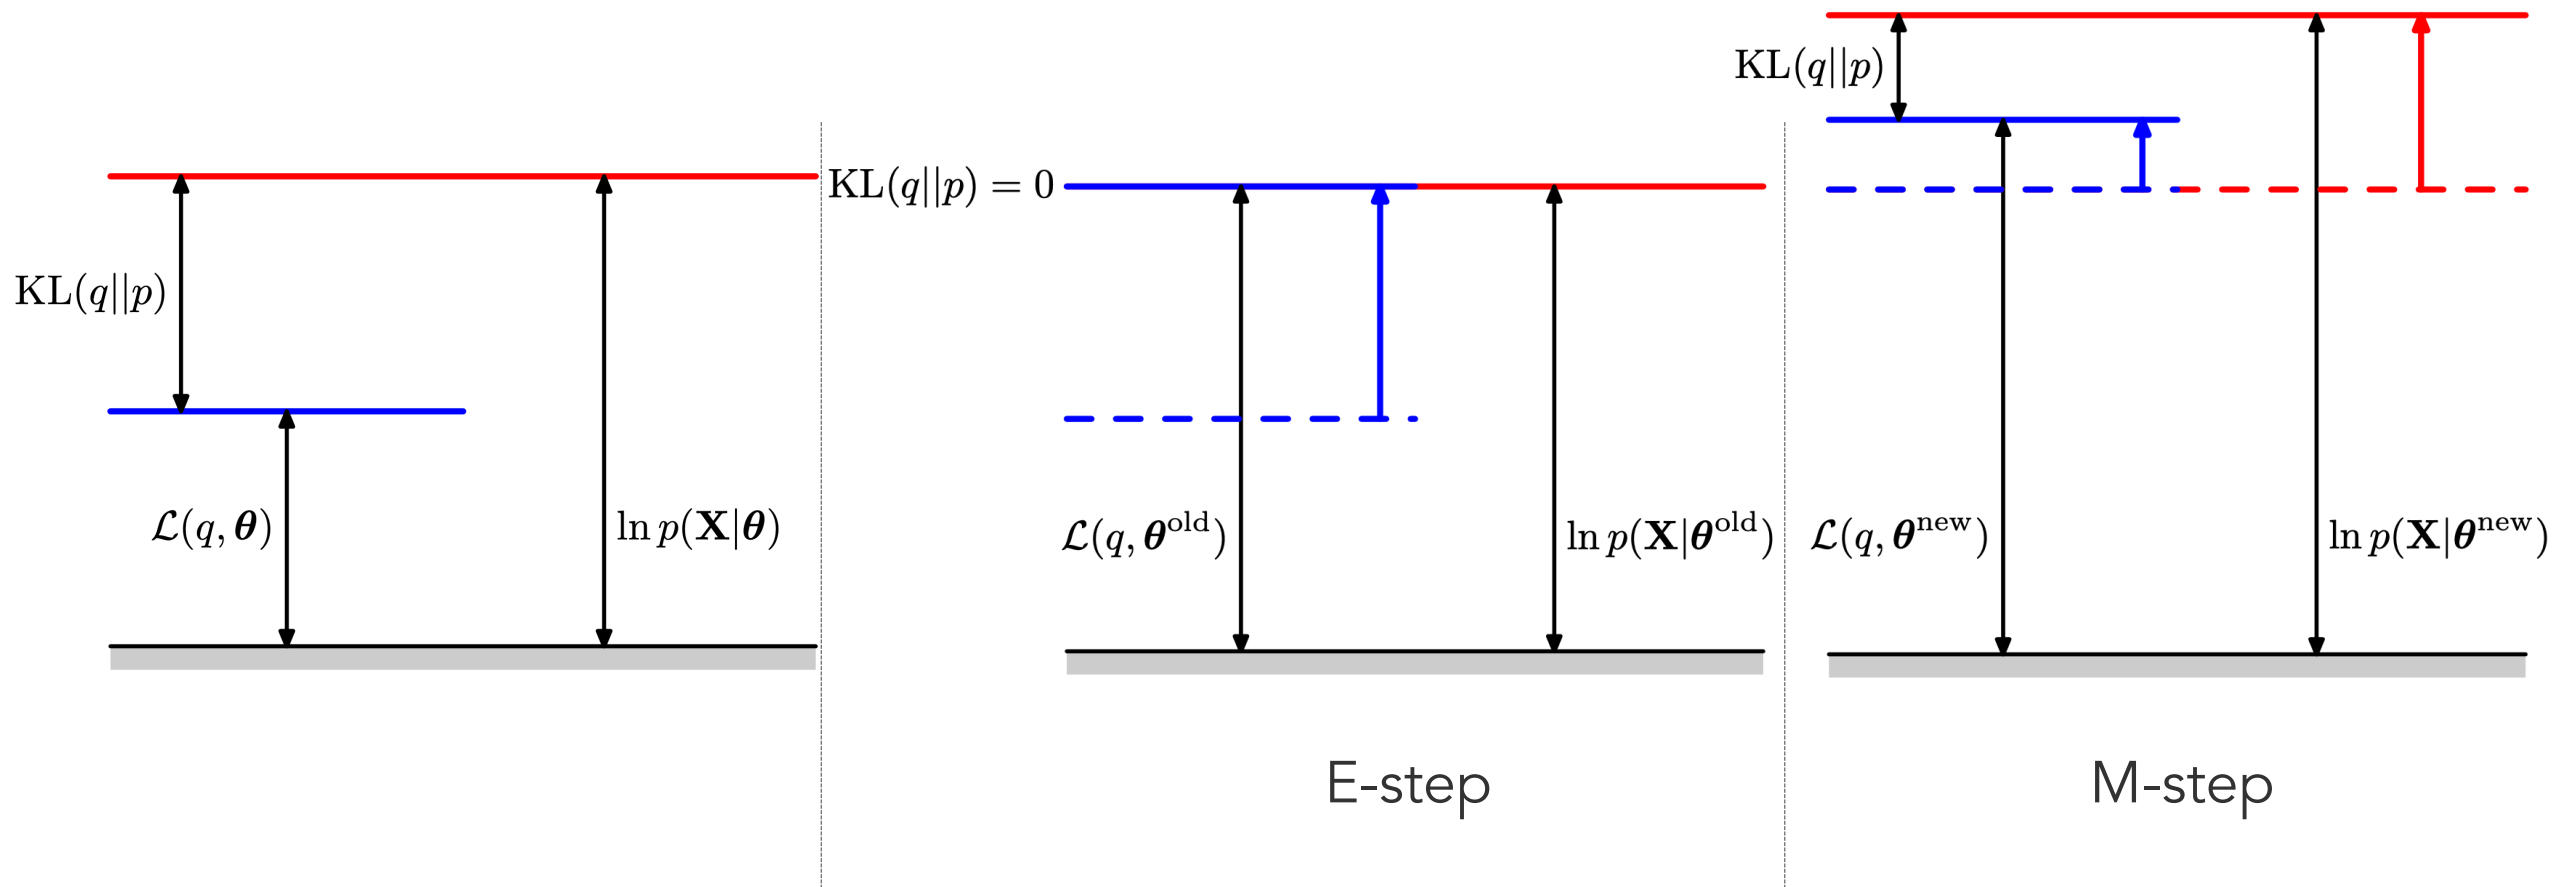 KL(q||p)
ℒ(q, θ)
ln p(X|θ)
KL(q||p) = 0
ℒ(q, θ^old)
ln p(X|θ^old)
E-step
KL(q||p)
ℒ(q, θ^new)
ln p(X|θ^new)
M-step